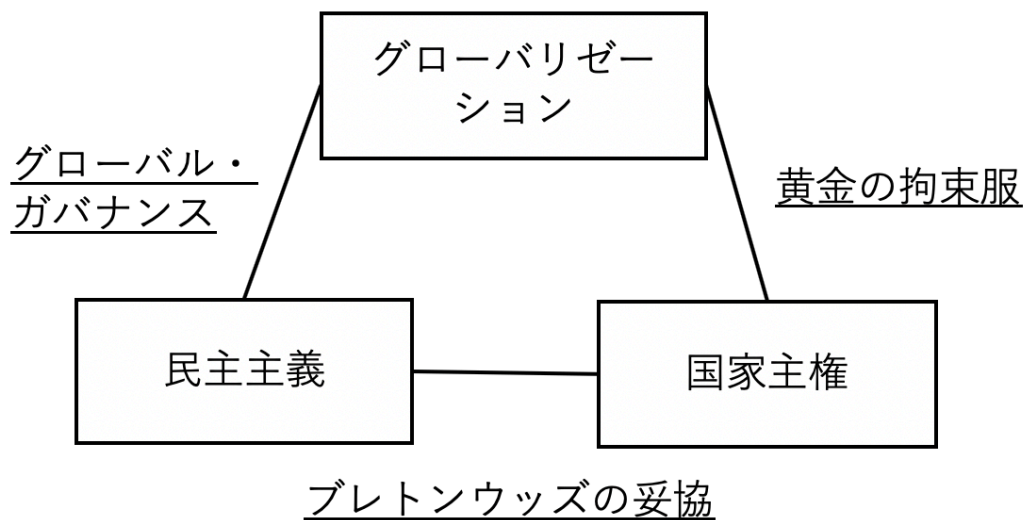 グローバリゼー
ション
グローバル・
ガバナンス
黄金の拘束服
民主主義
国家主権
ブレトンウッズの妥協